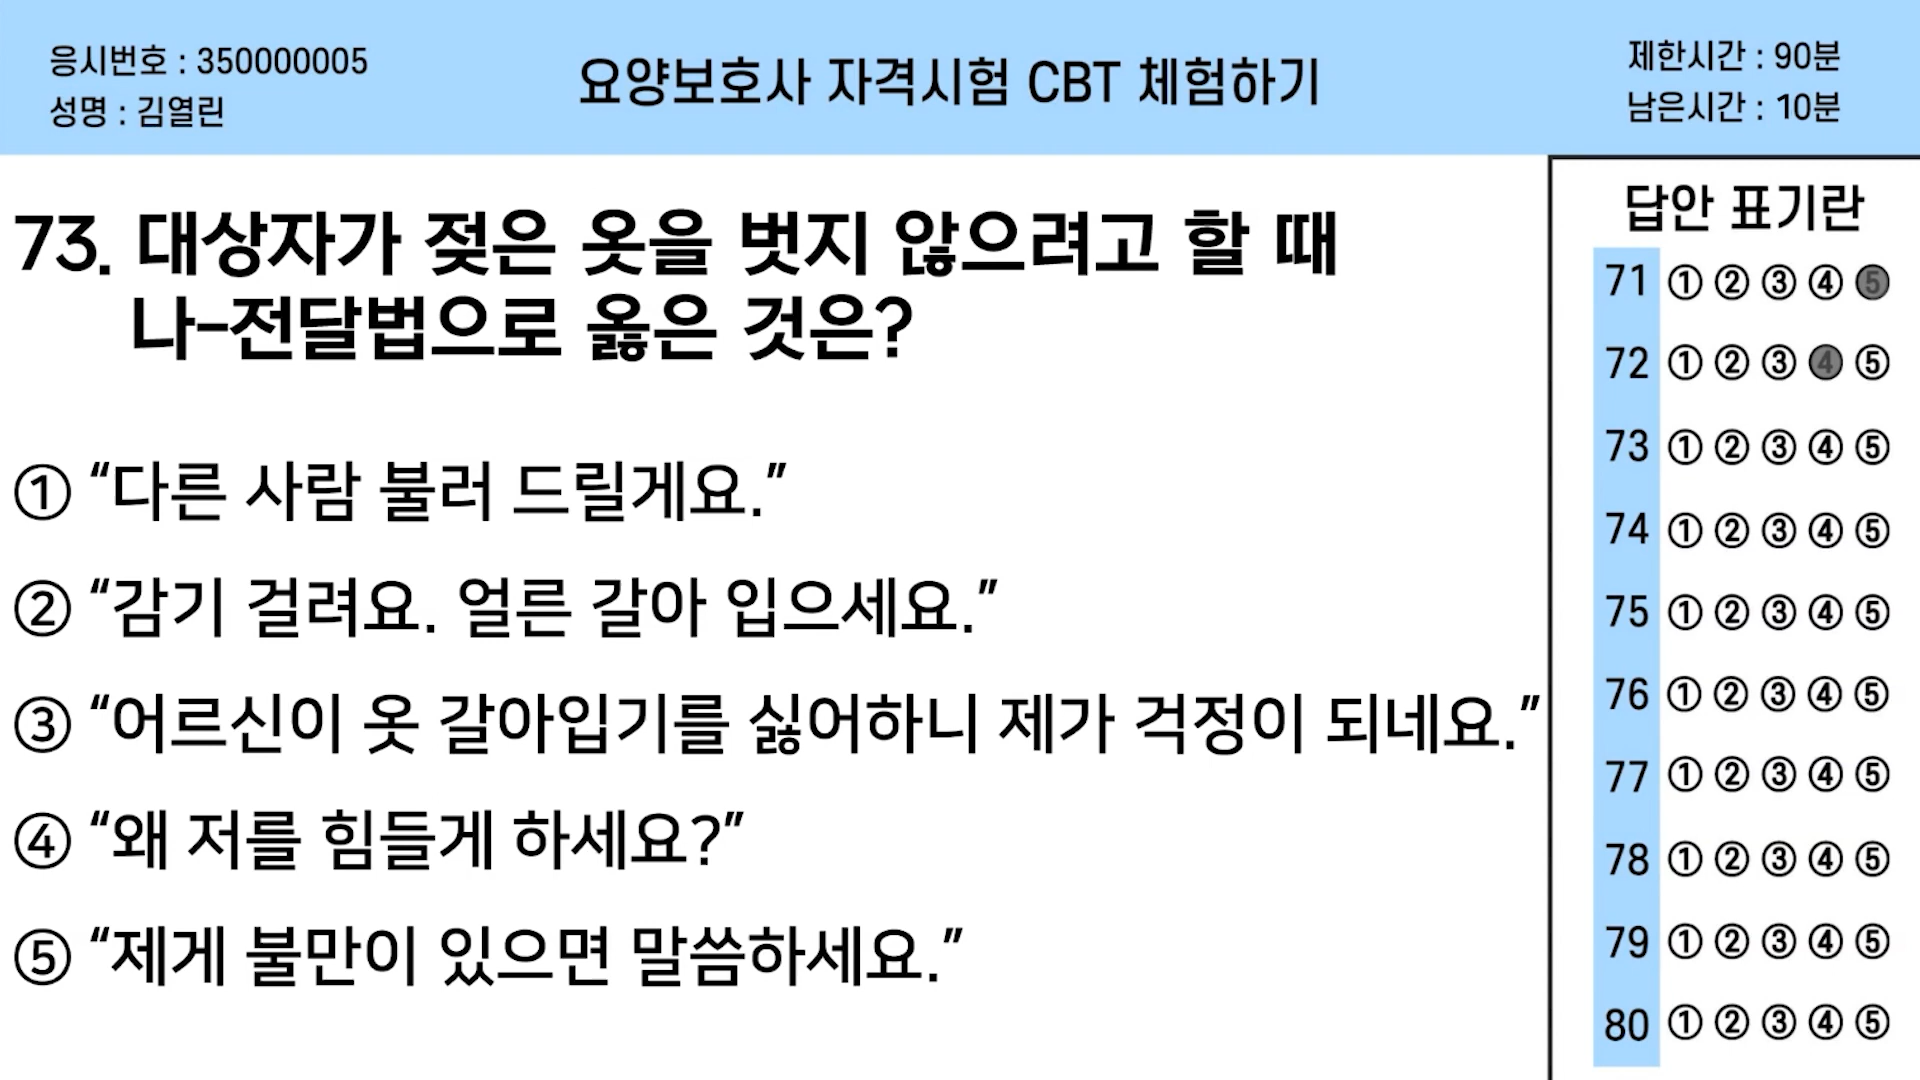 응시번호 : 350000005
성명 : 김열린
요양보호사 자격시험 CBT 체험하기
제한시간 : 90분
남은시간 : 10분
73. 대상자가 젖은 옷을 벗지 않으려고 할 때
나-전달법으로 옳은 것은?
① “다른 사람 불러 드릴게요.”
② “감기 걸려요. 얼른 갈아 입으세요.”
③ “어르신이 옷 갈아입기를 싫어하니 제가 걱정이 되네요.”
④ “왜 저를 힘들게 하세요?”
⑤ “제게 불만이 있으면 말씀하세요.”
답안 표기란
71 ① ② ③ ④ ⑤
72 ① ② ③ ④ ⑤
73 ① ② ③ ④ ⑤
74 ① ② ③ ④ ⑤
75 ① ② ③ ④ ⑤
76 ① ② ③ ④ ⑤
77 ① ② ③ ④ ⑤
78 ① ② ③ ④ ⑤
79 ① ② ③ ④ ⑤
80 ① ② ③ ④ ⑤